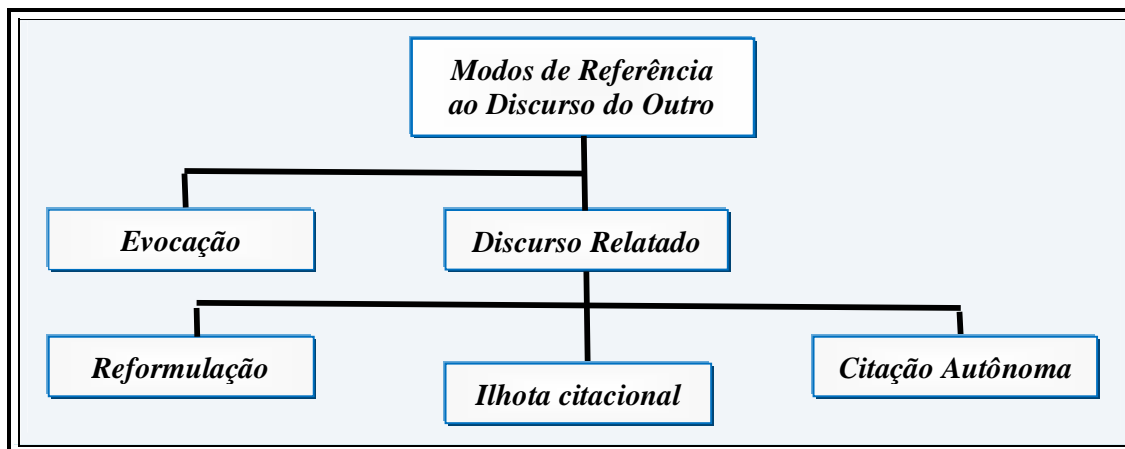 Modos de Referência
ao Discurso do Outro
Evocação
Discurso Relatado
Reformulação
Ilhota citacional
Citação Autônoma